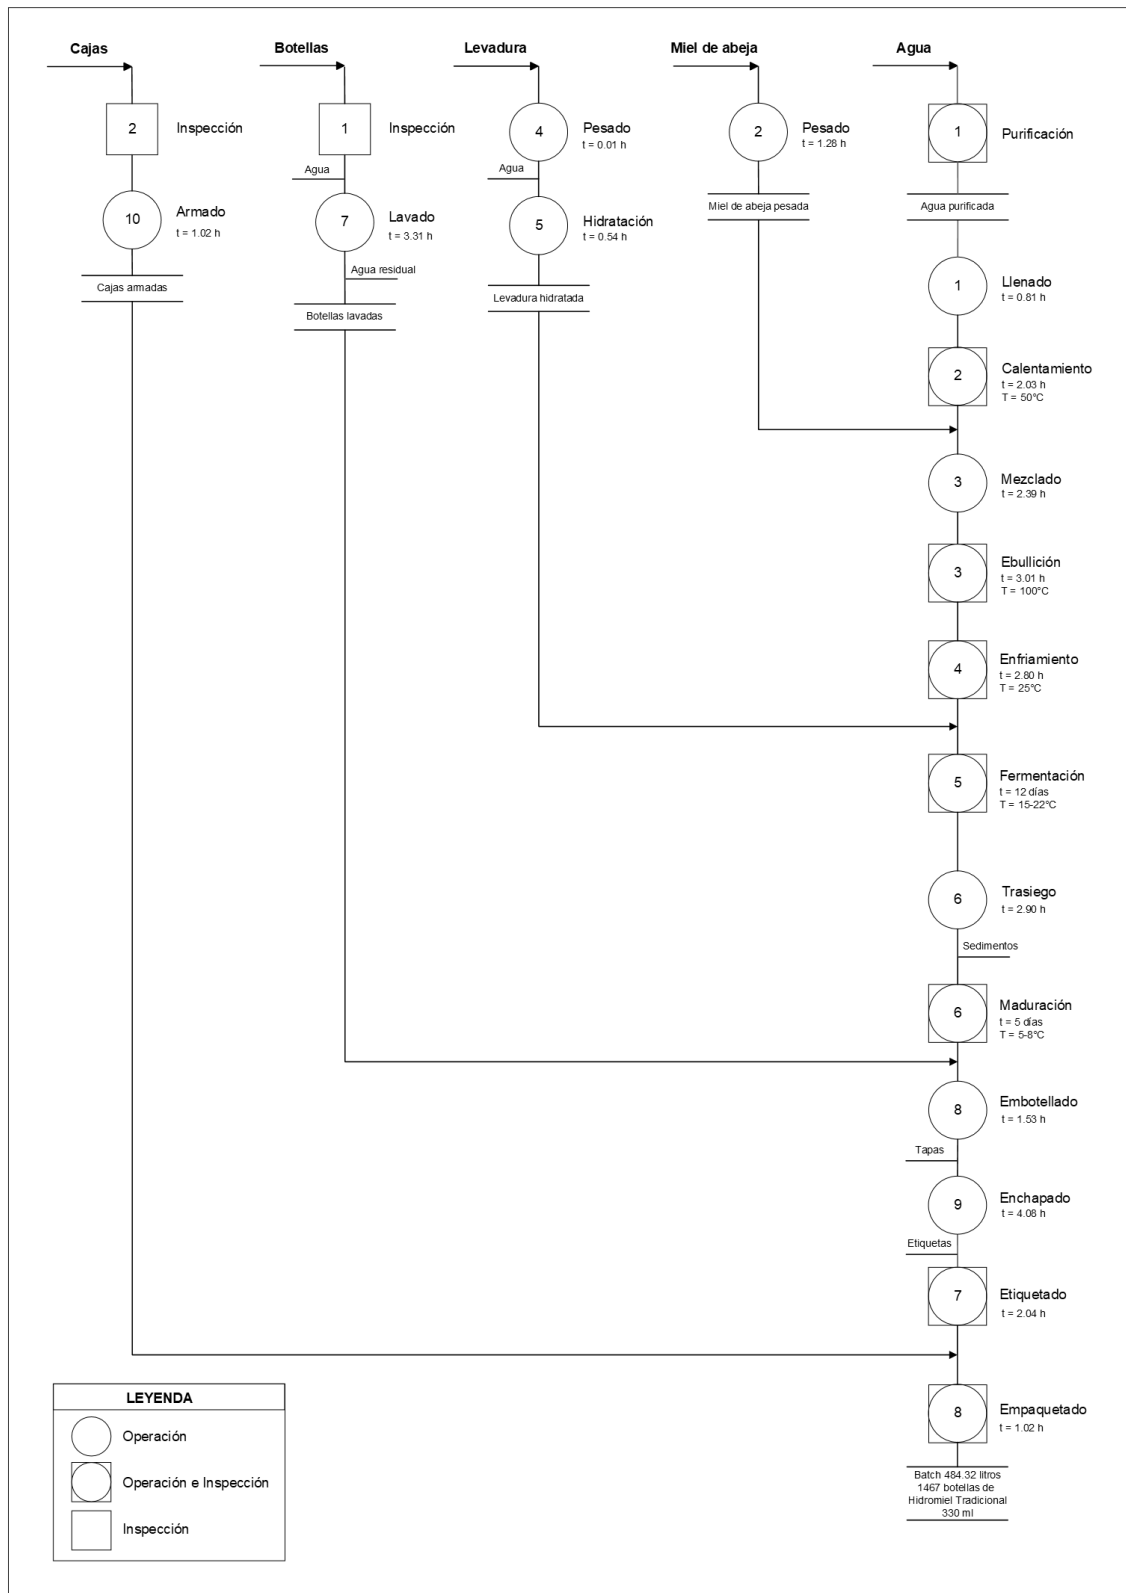 Cajas
Botellas
Levadura
Miel de abeja
Agua
2
Inspección
10
Armado
t = 1.02 h
Cajas armadas
1
Inspección
Agua
7
Lavado
t = 3.31 h
Agua residual
Botellas lavadas
4
Pesado
t = 0.01 h
Agua
5
Hidratación
t = 0.54 h
Levadura hidratada
2
Pesado
t = 1.28 h
Miel de abeja pesada
1
Purificación
Agua purificada
1
Llenado
t = 0.81 h
2
Calentamiento
t = 2.03 h
T = 50°C
3
Mezclado
t = 2.39 h
3
Ebullición
t = 3.01 h
T = 100°C
4
Enfriamiento
t = 2.80 h
T = 25°C
5
Fermentación
t = 12 días
T = 15-22°C
6
Trasiego
t = 2.90 h
Sedimentos
6
Maduración
t = 5 días
T = 5-8°C
8
Embotellado
t = 1.53 h
Tapas
9
Enchapado
t = 4.08 h
Etiquetas
7
Etiquetado
t = 2.04 h
8
Empaquetado
t = 1.02 h
Batch 484.32 litros
1467 botellas de
Hidromiel Tradicional
330 ml
LEYENDA
Operación
Operación e Inspección
Inspección